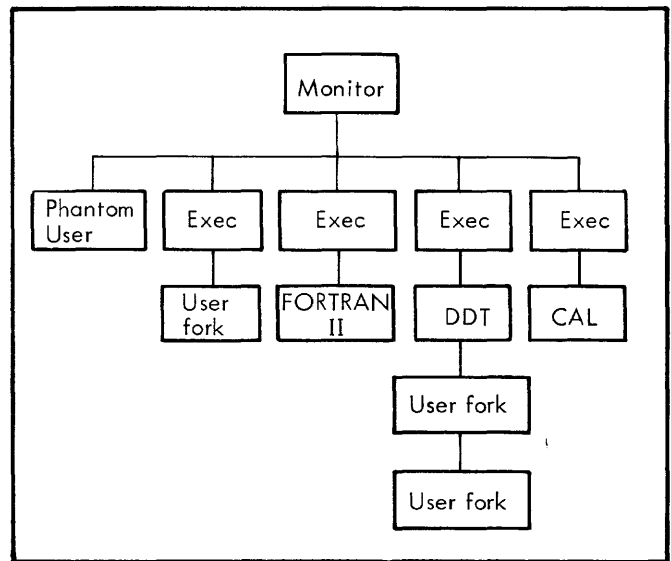 Monitor
Phantom
User
Exec
Exec
Exec
Exec
User
fork
FORTRAN
II
DDT
CAL
User fork
User fork